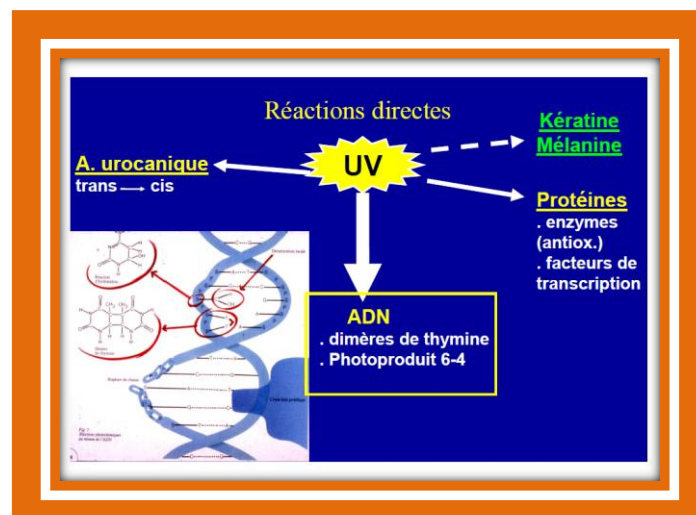 Réactions directes
UV
Kératine
Mélanine
A. urocanique
trans → cis
Protéines
. enzymes
(antiox.)
. facteurs de
transcription
ADN
. dimères de thymine
. Photoproduit 6-4